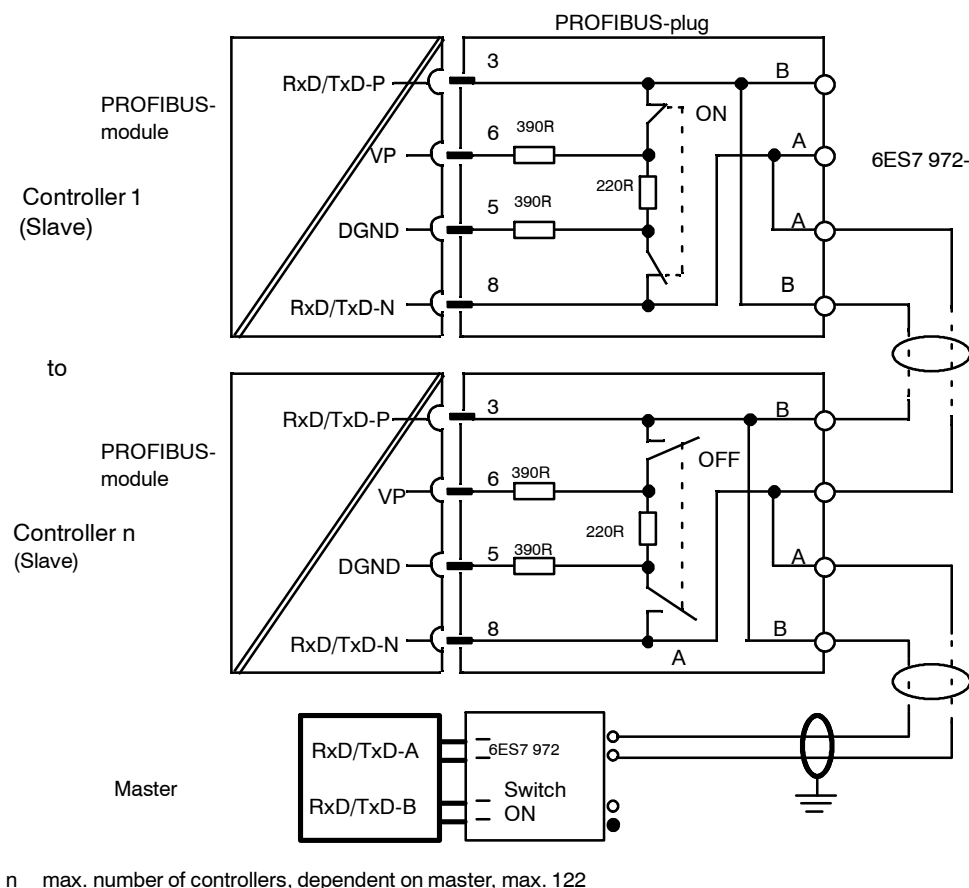 PROFIBUS-plug
3
RxD/TxD-P
B
PROFIBUS-
module
ON
6
390R
VP
A
6ES7 972-
Controller 1
(Slave)
220R
5
390R
DGND
A
8
RxD/TxD-N
B
to
3
RxD/TxD-P
B
PROFIBUS-
module
OFF
6
390R
VP
Controller n
(Slave)
220R
5
390R
DGND
A
8
RxD/TxD-N
B
A
RxD/TxD-A
6ES7 972
Master
Switch
ON
RxD/TxD-B
n max. number of controllers, dependent on master, max. 122